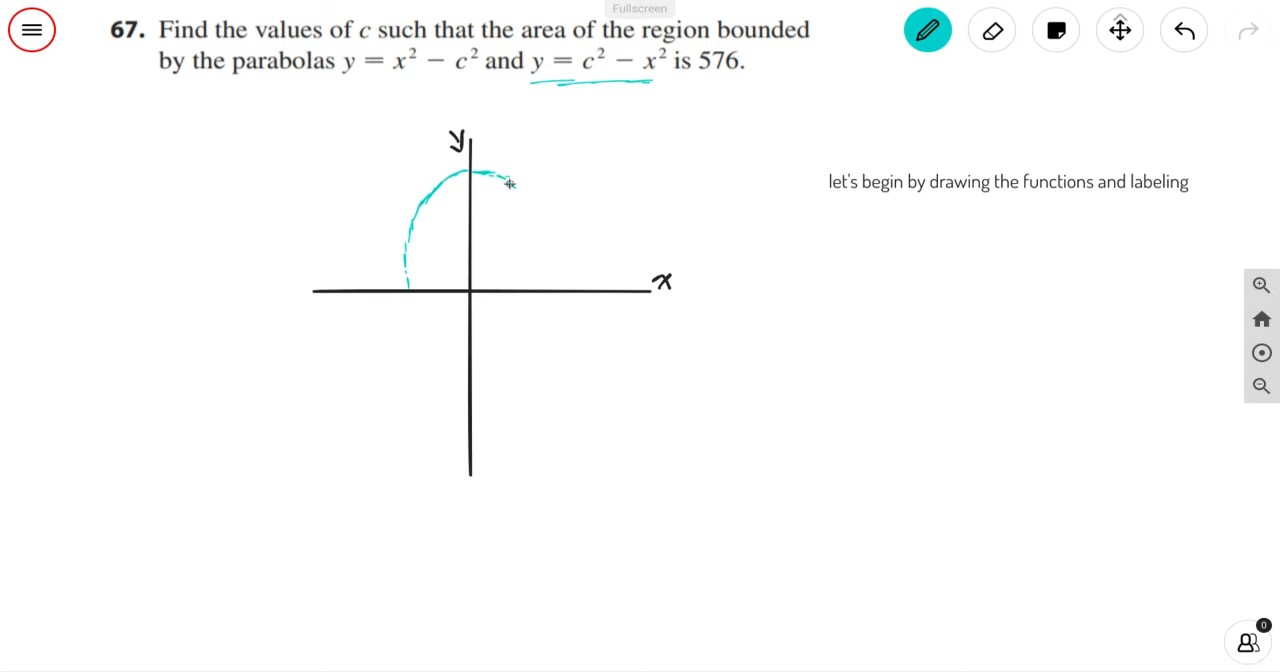 Fullscreen
67. Find the values of c such that the area of the region bounded
by the parabolas y = x² − c² and y = c² − x² is 576.
y
let's begin by drawing the functions and labeling
x
0